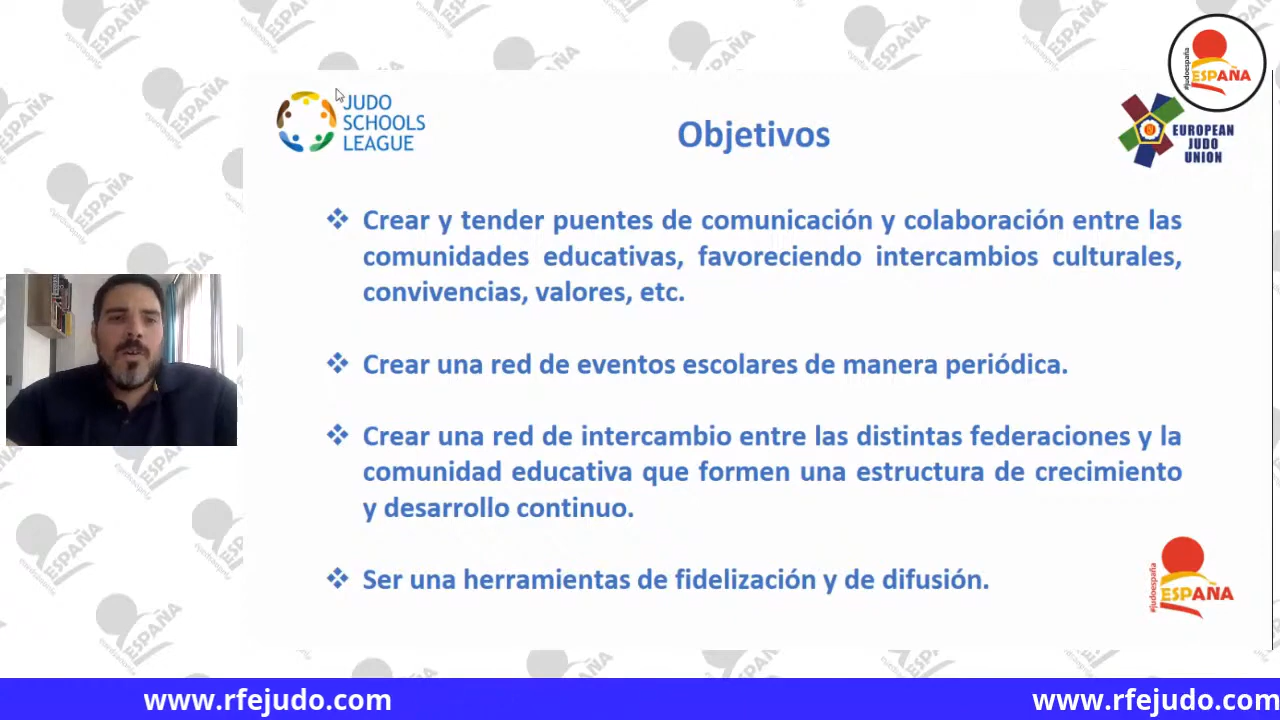 JUDO
SCHOOLS
LEAGUE
Objetivos
#judoespaña
ESPAÑA
EUROPEAN
JUDO
UNION
❖ Crear y tender puentes de comunicación y colaboración entre las
comunidades educativas, favoreciendo intercambios culturales,
convivencias, valores, etc.
❖ Crear una red de eventos escolares de manera periódica.
❖ Crear una red de intercambio entre las distintas federaciones y la
comunidad educativa que formen una estructura de crecimiento
y desarrollo continuo.
❖ Ser una herramientas de fidelización y de difusión.
#judoespaña
ESPAÑA
www.rfejudo.com
www.rfejudo.com